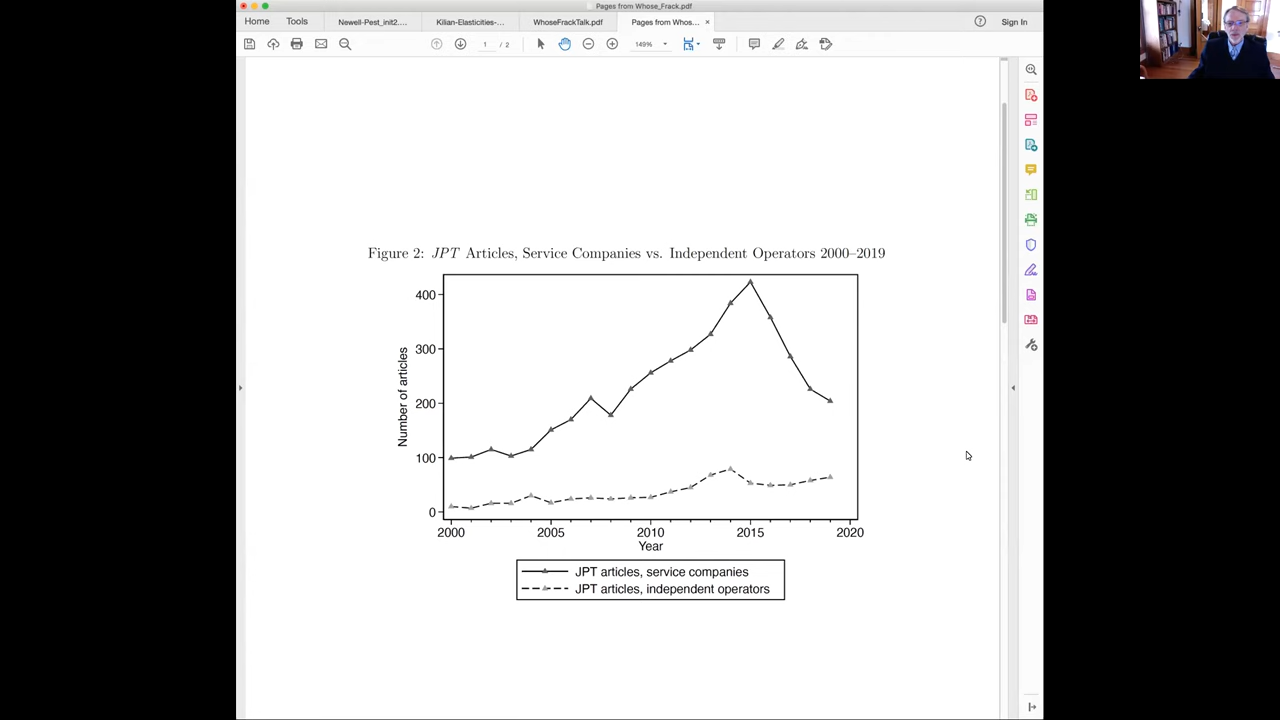 Pages from Whose_Frack.pdf
Home Tools Newell-Pest_init2.... Kilian-Elasticities-... WhoseFrackTalk.pdf Pages from Whos... × Sign In
1 / 2 149%
Figure 2: JPT Articles, Service Companies vs. Independent Operators 2000–2019
400
300
200
100
0
Number of articles
2000 2005 2010 2015 2020
Year
JPT articles, service companies
JPT articles, independent operators